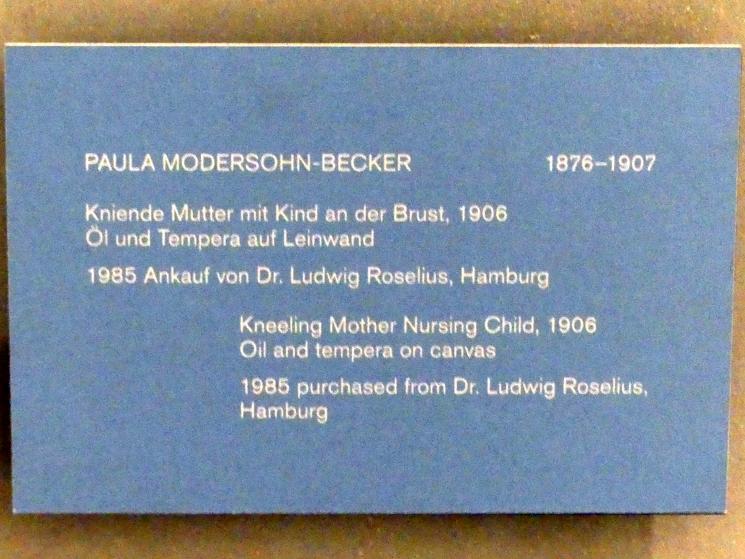 PAULA MODERSOHN-BECKER 1876–1907
Kniende Mutter mit Kind an der Brust, 1906
Öl und Tempera auf Leinwand
1985 Ankauf von Dr. Ludwig Roselius, Hamburg
Kneeling Mother Nursing Child, 1906
Oil and tempera on canvas
1985 purchased from Dr. Ludwig Roselius,
Hamburg